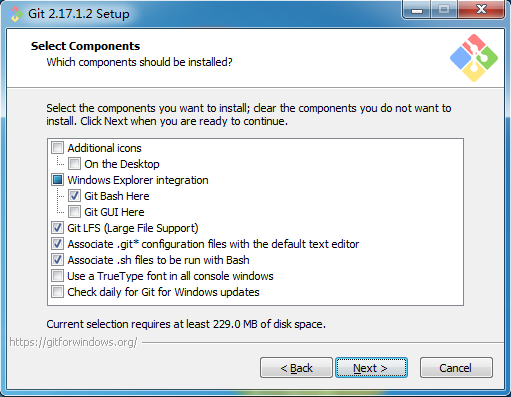 Git 2.17.1.2 Setup
Select Components
Which components should be installed?
Select the components you want to install; clear the components you do not want to
install. Click Next when you are ready to continue.
Additional icons
On the Desktop
Windows Explorer integration
Git Bash Here
Git GUI Here
Git LFS (Large File Support)
Associate .git* configuration files with the default text editor
Associate .sh files to be run with Bash
Use a TrueType font in all console windows
Check daily for Git for Windows updates
Current selection requires at least 229.0 MB of disk space.
https://gitforwindows.org/
< Back Next > Cancel